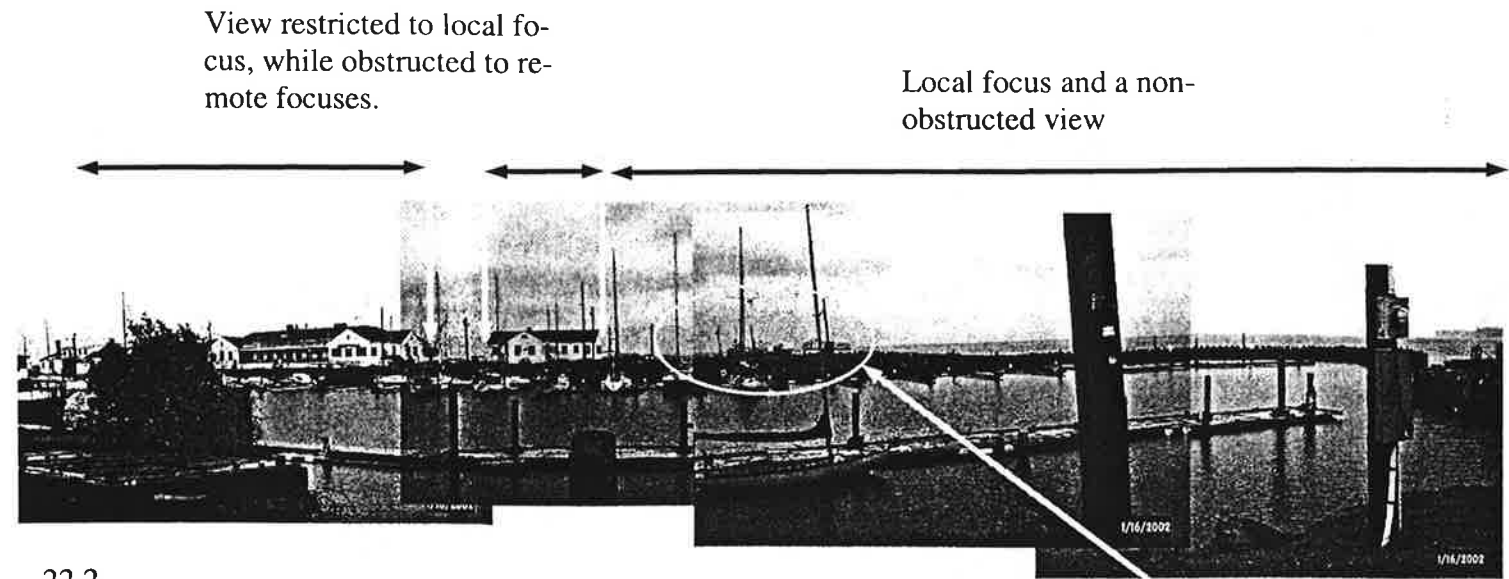 View restricted to local fo-
cus, while obstructed to re-
mote focuses.
Local focus and a non-
obstructed view
1/16/2002
1/16/2002